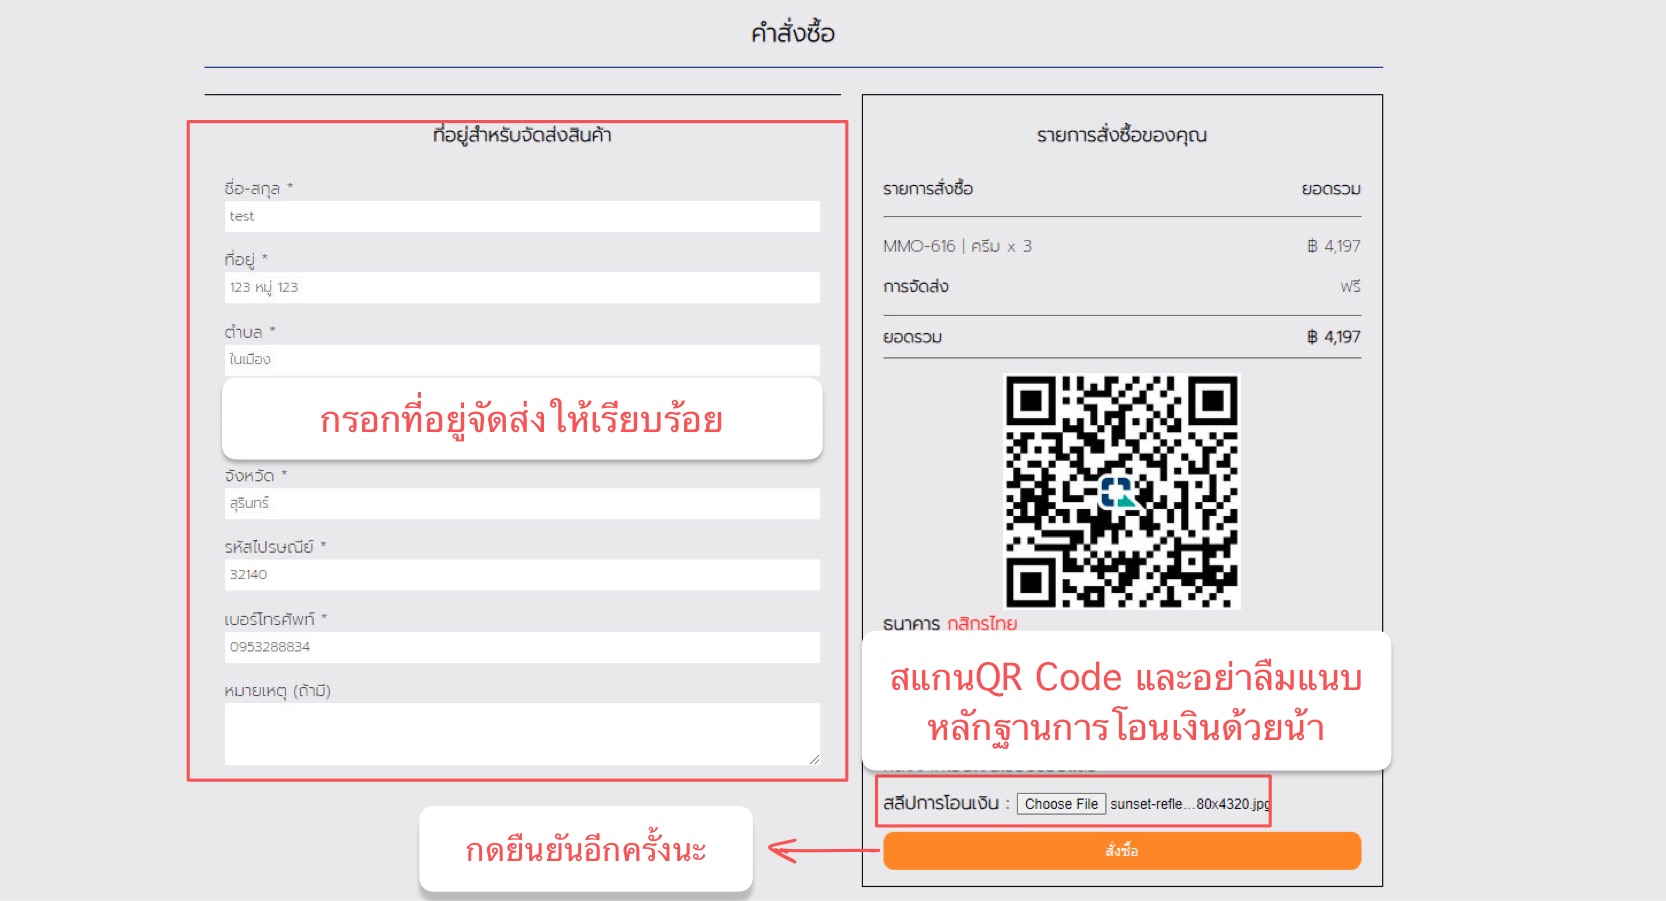 คำสั่งซื้อ
ที่อยู่สำหรับจัดส่งสินค้า
ชื่อ-สกุล *
test
ที่อยู่ *
123 หมู่ 123
ตำบล *
ในเมือง
กรอกที่อยู่จัดส่งให้เรียบร้อย
จังหวัด *
สุรินทร์
รหัสไปรษณีย์ *
32140
เบอร์โทรศัพท์ *
0953288834
หมายเหตุ (ถ้ามี)
กดยืนยันอีกครั้งนะ
รายการสั่งซื้อของคุณ
รายการสั่งซื้อ ยอดรวม
MMO-616 | ครีม x 3 ฿ 4,197
การจัดส่ง ฟรี
ยอดรวม ฿ 4,197
ธนาคาร กสิกรไทย
สแกนQR Code และอย่าลืมแนบ
หลักฐานการโอนเงินด้วยน้า
สลีปการโอนเงิน : Choose File sunset-refle...80x4320.jpg
สั่งซื้อ